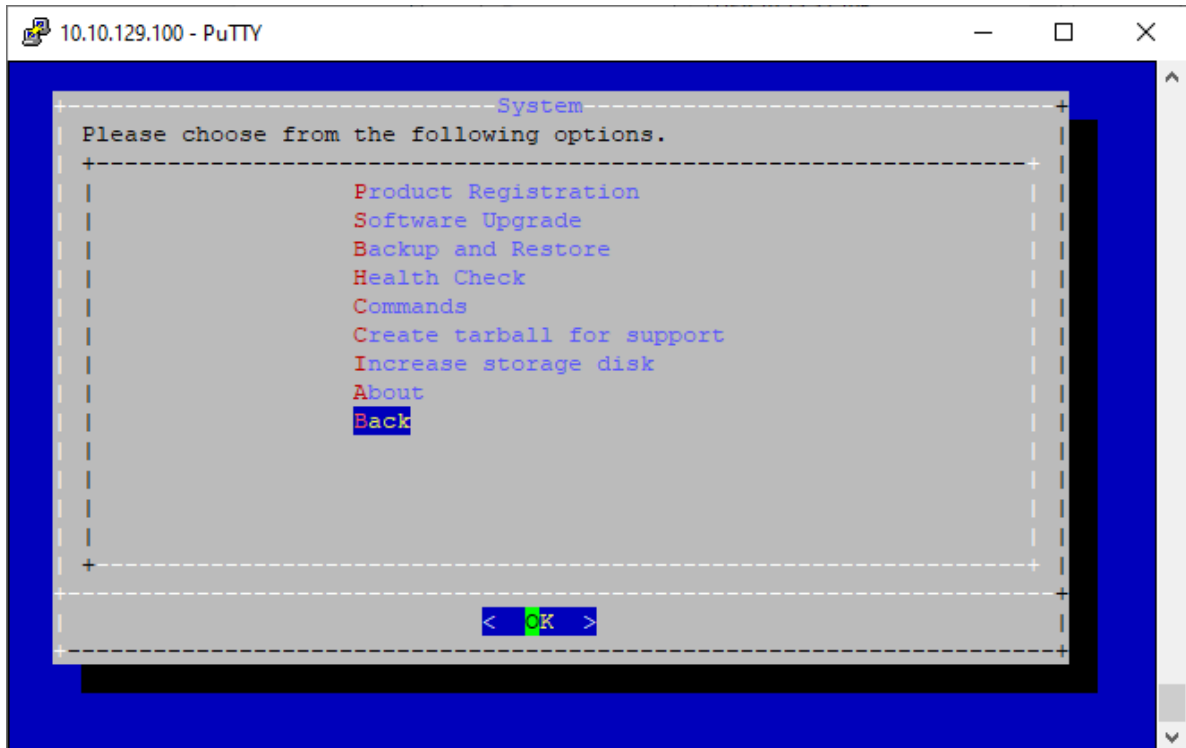 10.10.129.100 - PuTTY
System
Please choose from the following options.
Product Registration
Software Upgrade
Backup and Restore
Health Check
Commands
Create tarball for support
Increase storage disk
About
Back
< OK >